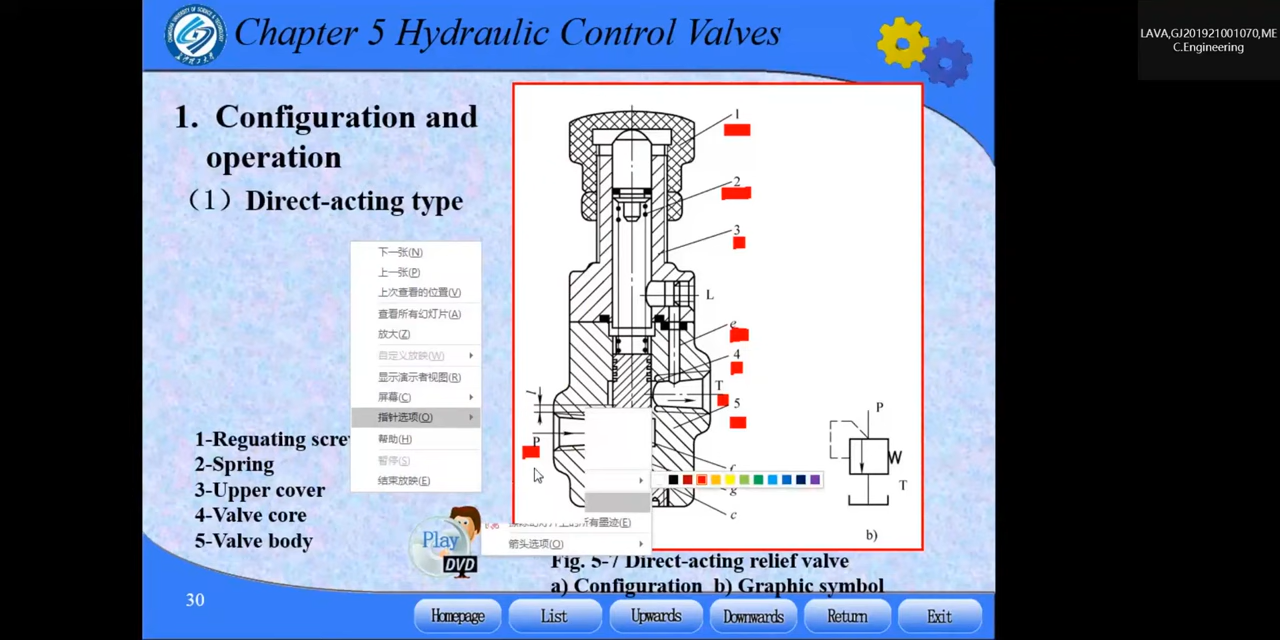 LAVA,GJ201921001070,ME
C.Engineering
Chapter 5 Hydraulic Control Valves
1. Configuration and
operation
（1）Direct-acting type
下一张(N)
上一张(P)
上次查看的位置(V)
查看所有幻灯片(A)
放大(Z)
自定义放映(W)
显示演示者视图(R)
屏幕(C)
指针选项(O)
帮助(H)
暂停(S)
结束放映(E)
所有墨迹(E)
箭头选项(O)
1-Reguating scre
2-Spring
3-Upper cover
4-Valve core
5-Valve body
1
2
3
L
e
4
T
5
l
P
f
g
c
P
T
b)
Play
DVD
Fig. 5-7 Direct-acting relief valve
a) Configuration b) Graphic symbol
30
Homepage
List
Upwards
Downwards
Return
Exit